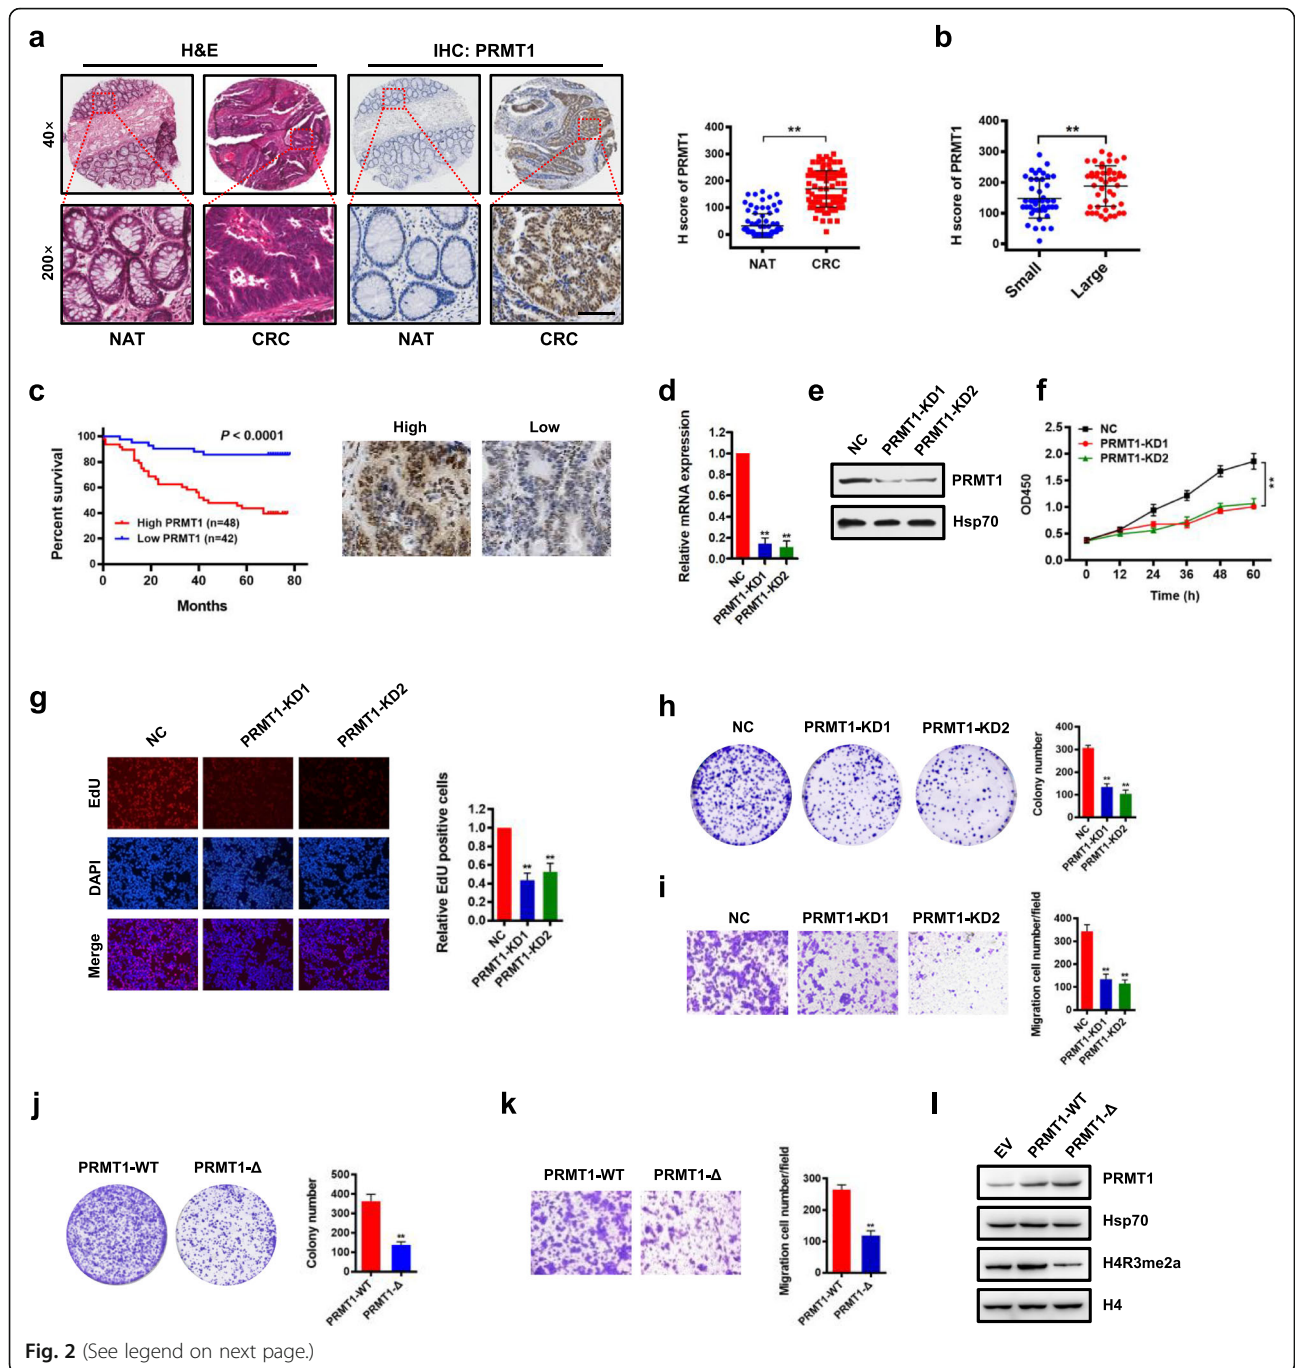 a
H&E
IHC: PRMT1
40×
200×
NAT
CRC
NAT
CRC
H score of PRMT1
400
300
200
100
0
**
NAT
CRC
b
H score of PRMT1
400
300
200
100
0
**
Small
Large
c
Percent survival
100
80
60
40
20
0
P < 0.0001
High PRMT1 (n=48)
Low PRMT1 (n=42)
0 20 40 60 80
Months
High
Low
d
Relative mRNA expression
1.2
1.0
0.8
0.6
0.4
0.2
0
** **
NC
PRMT1-KD1
PRMT1-KD2
e
NC
PRMT1-KD1
PRMT1-KD2
PRMT1
Hsp70
f
NC
PRMT1-KD1
PRMT1-KD2
OD450
2.5
2.0
1.5
1.0
0.5
0.0
**
0 12 24 36 48 60
Time (h)
g
NC
PRMT1-KD1
PRMT1-KD2
EdU
DAPI
Merge
Relative EdU positive cells
1.2
1.0
0.8
0.6
0.4
0.2
0.0
** **
NC
PRMT1-KD1
PRMT1-KD2
h
NC
PRMT1-KD1
PRMT1-KD2
Colony number
400
300
200
100
0
** **
NC
PRMT1-KD1
PRMT1-KD2
i
NC
PRMT1-KD1
PRMT1-KD2
Migration cell number/field
400
300
200
100
0
** **
NC
PRMT1-KD1
PRMT1-KD2
j
PRMT1-WT
PRMT1-Δ
Colony number
500
400
300
200
100
0
**
PRMT1-WT
PRMT1-Δ
k
PRMT1-WT
PRMT1-Δ
Migration cell number/field
300
200
100
0
**
PRMT1-WT
PRMT1-Δ
l
EV
PRMT1-WT
PRMT1-Δ
PRMT1
Hsp70
H4R3me2a
H4
Fig. 2 (See legend on next page.)